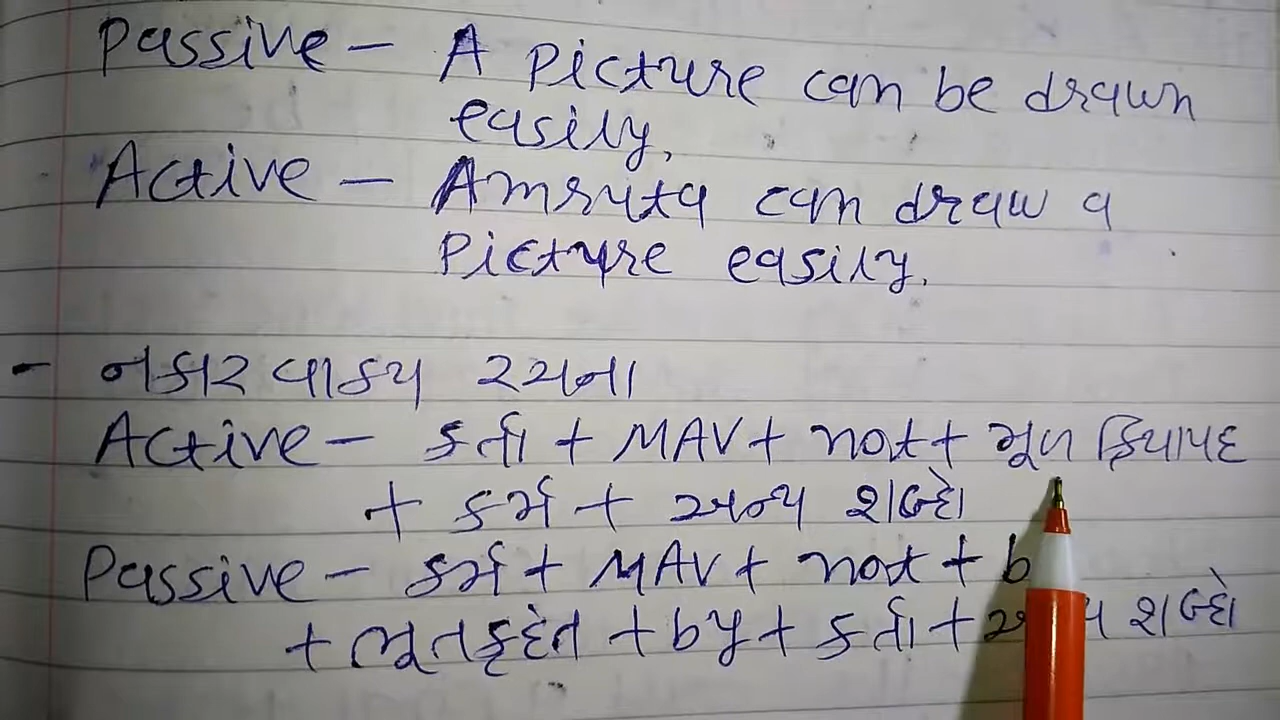 Passive – A Picture can be drawn
easily.
Active – Amruta can draw a
Picture easily.
- નકાર વાક્ય રચના
Active – કર્તા + MAV + not + મૂળ ક્રિયાપદ
+ કર્મ + અન્ય શબ્દો
Passive – કર્મ + MAV + not +
+ ભૂતકૃદંત + by + કર્તા + શબ્દો